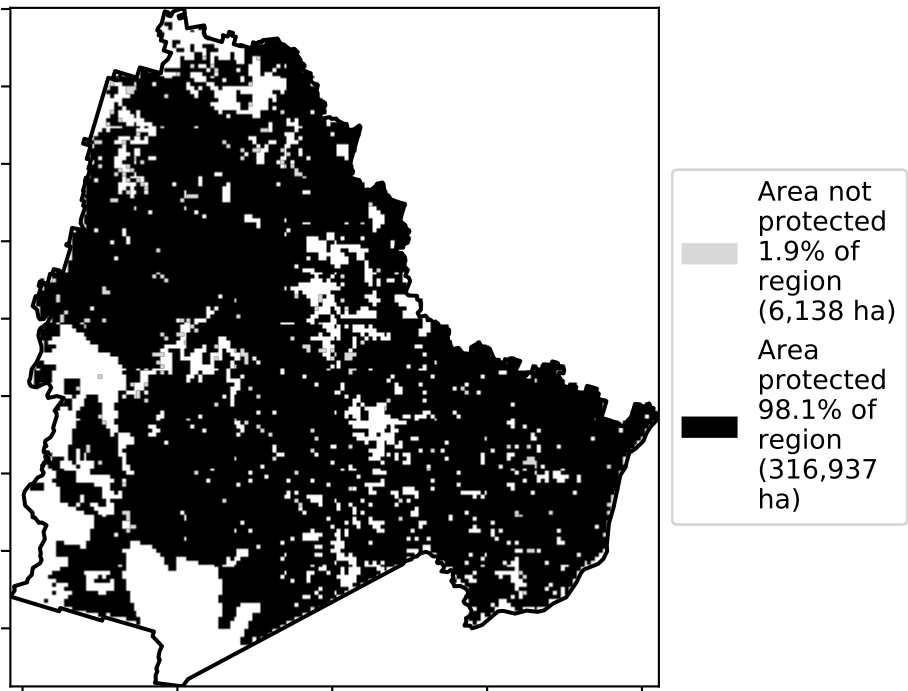 Area not
protected
1.9% of
region
(6,138 ha)
Area
protected
98.1% of
region
(316,937
ha)